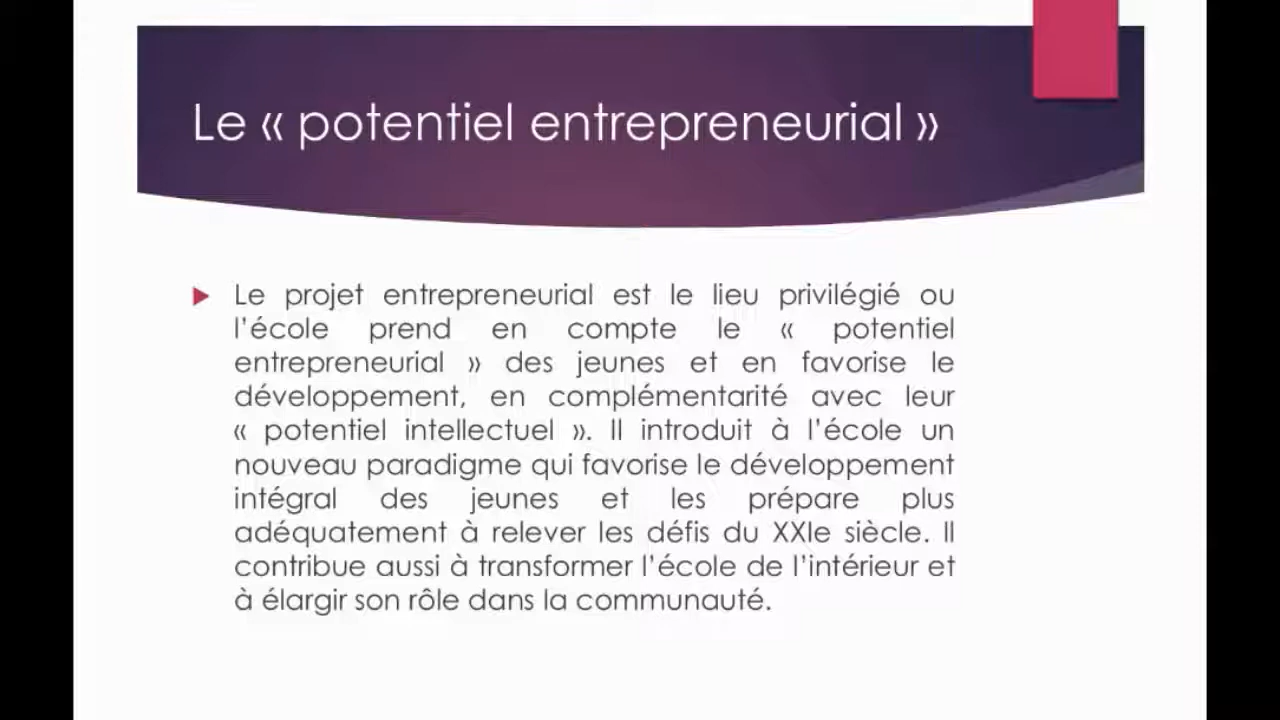 Le « potentiel entrepreneurial »
Le projet entrepreneurial est le lieu privilégié ou
l'école prend en compte le « potentiel
entrepreneurial » des jeunes et en favorise le
développement, en complémentarité avec leur
« potentiel intellectuel ». Il introduit à l'école un
nouveau paradigme qui favorise le développement
intégral des jeunes et les prépare plus
adéquatement à relever les défis du XXIe siècle. Il
contribue aussi à transformer l'école de l'intérieur et
à élargir son rôle dans la communauté.